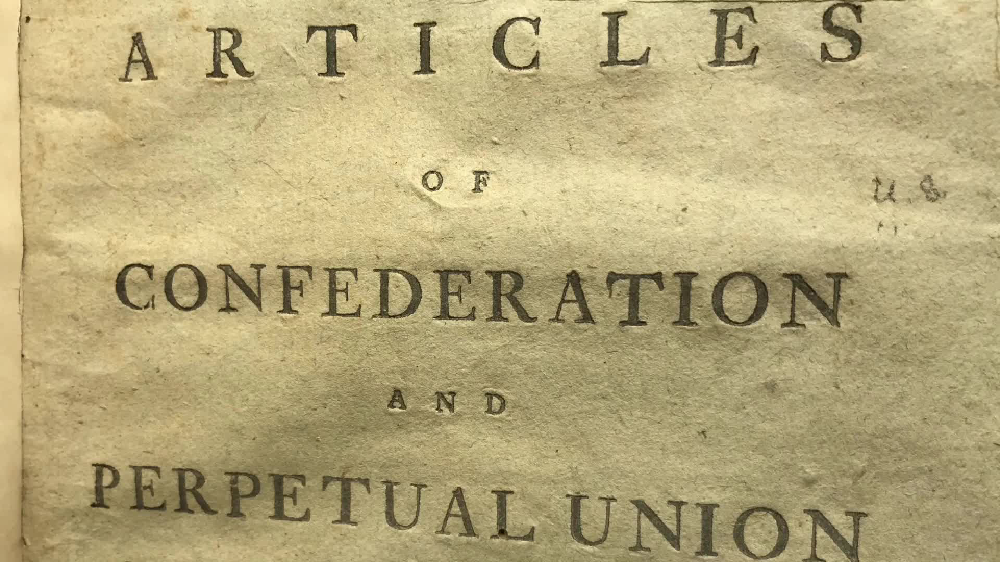 ARTICLES
OF
U.S.
CONFEDERATION
AND
PERPETUAL UNION